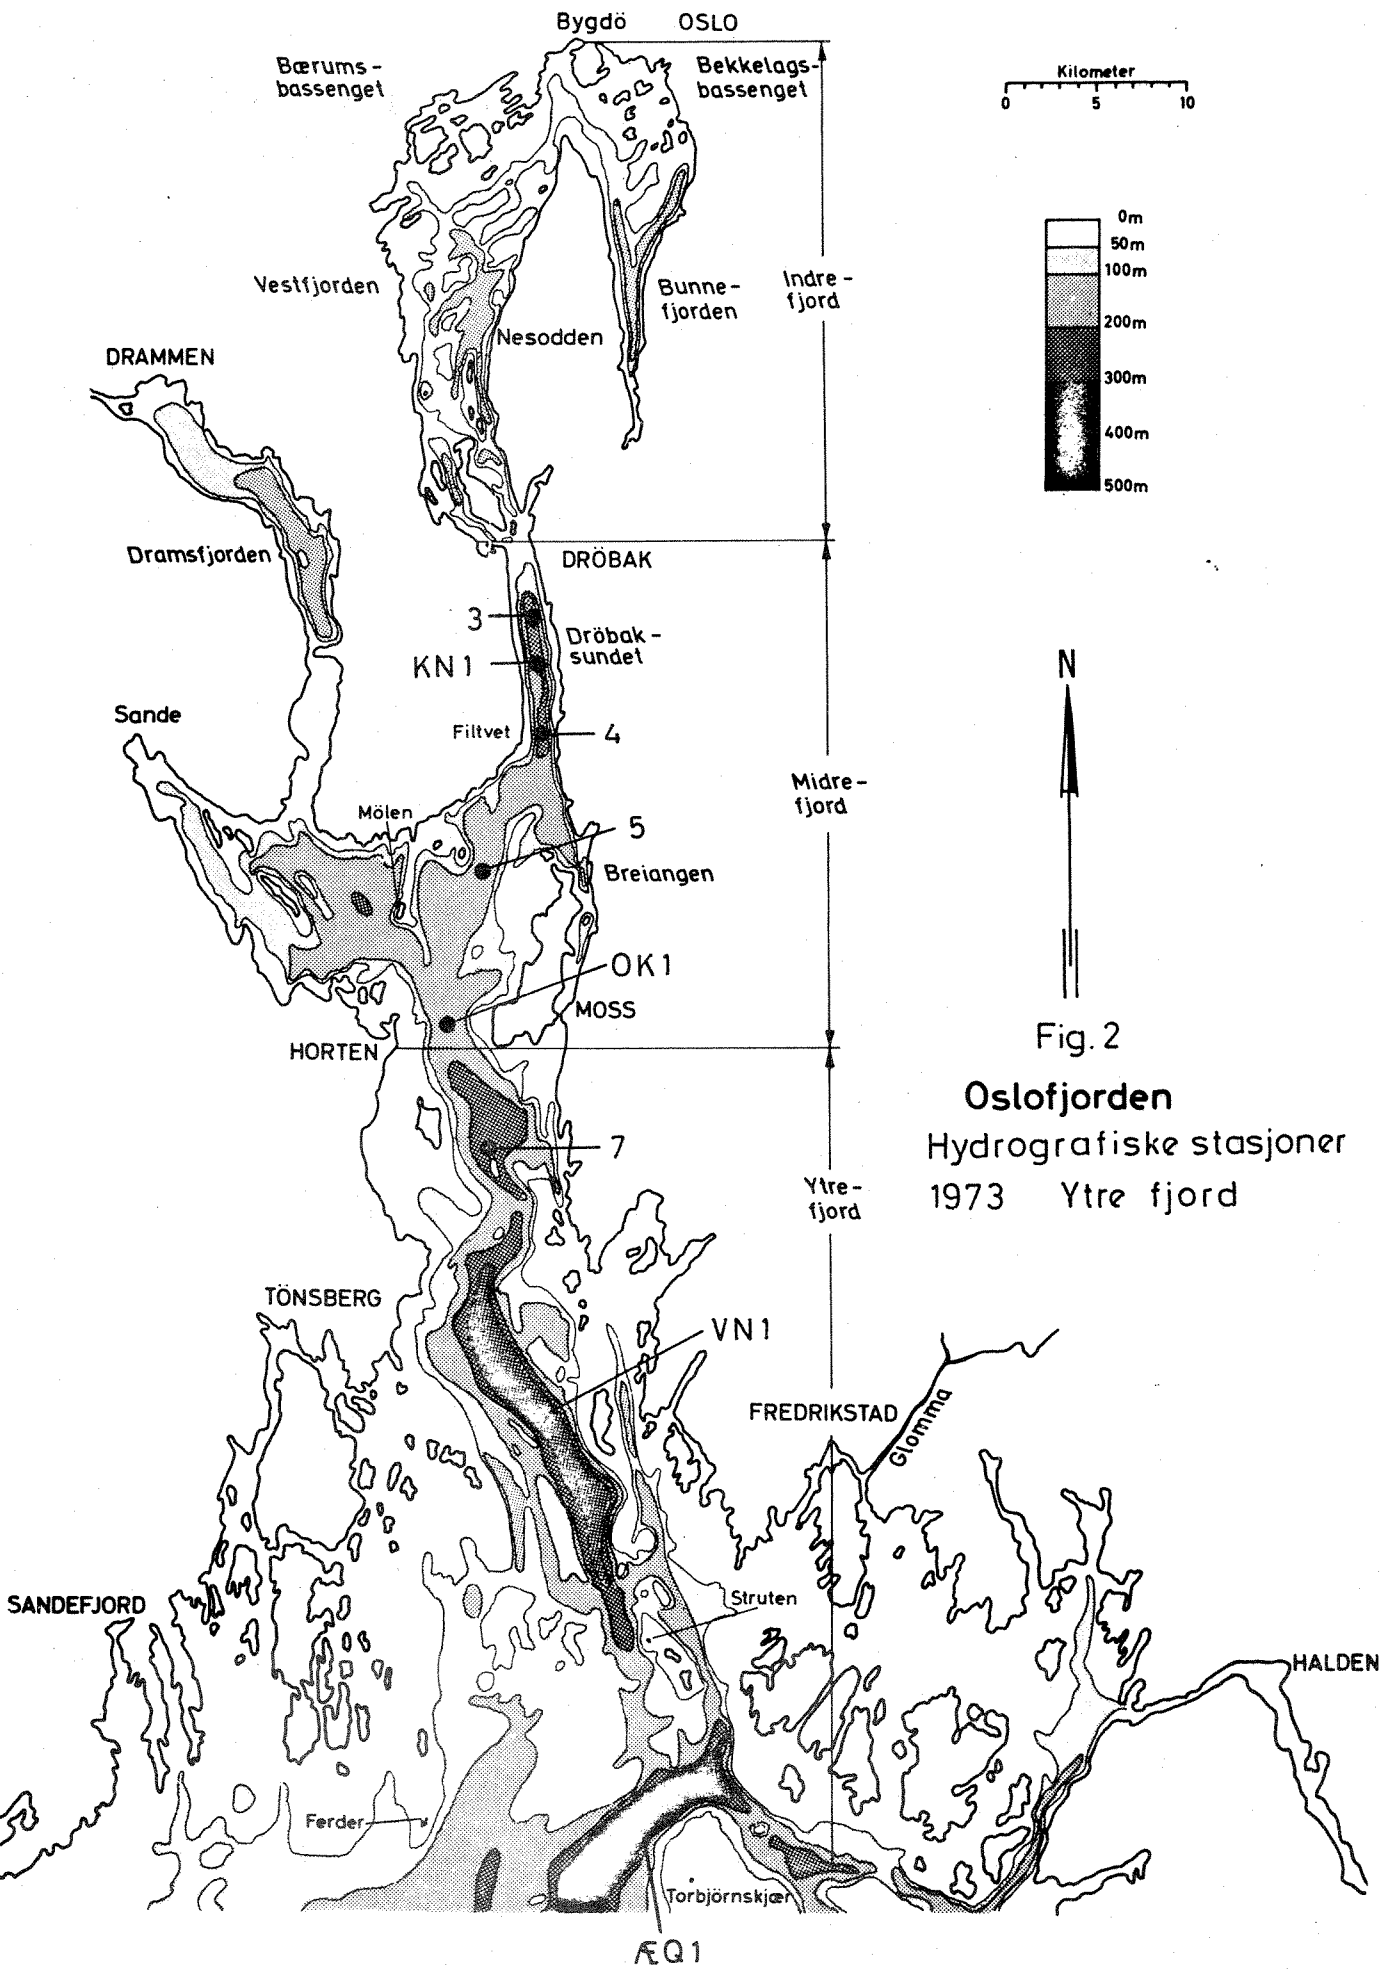 Bygdö OSLO
Bærums-
bassenget
Bekkelags-
bassenget
Kilometer
0 5 10
0m
50m
100m
200m
300m
400m
500m
Vestfjorden
Bunne-
fjorden
Indre-
fjord
Nesodden
DRAMMEN
Dramsfjorden
DRÖBAK
3
Dröbak-
sundet
KN1
N
Sande
Filtvet
4
Midre-
fjord
Mölen
5
Breiangen
OK1
MOSS
HORTEN
Fig. 2
Oslofjorden
Hydrografiske stasjoner
1973 Ytre fjord
7
Ytre-
fjord
TÖNSBERG
VN1
FREDRIKSTAD
Glomma
SANDEFJORD
Struten
HALDEN
Ferder
Torbjörnskjær
ÆQ1